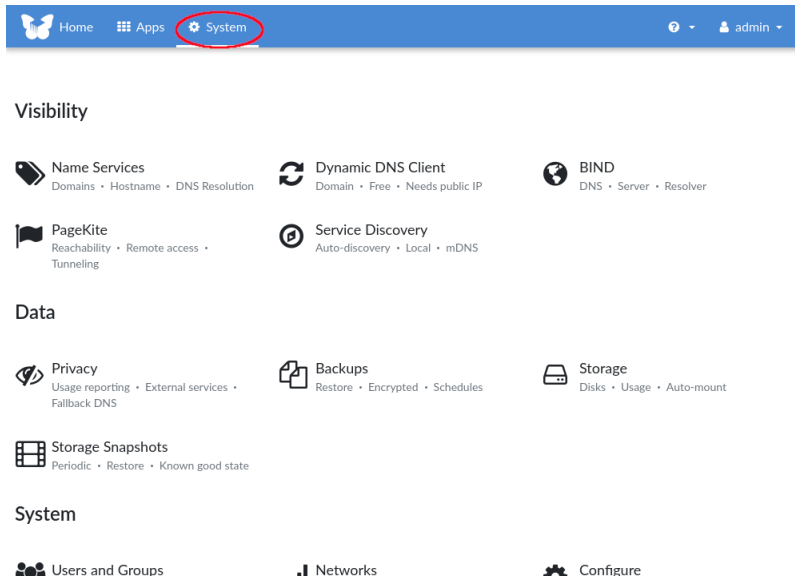 Home Apps System admin
Visibility
Name Services
Domains • Hostname • DNS Resolution
Dynamic DNS Client
Domain • Free • Needs public IP
BIND
DNS • Server • Resolver
PageKite
Reachability • Remote access •
Tunneling
Service Discovery
Auto-discovery • Local • mDNS
Data
Privacy
Usage reporting • External services •
Fallback DNS
Backups
Restore • Encrypted • Schedules
Storage
Disks • Usage • Auto-mount
Storage Snapshots
Periodic • Restore • Known good state
System
Users and Groups
Networks
Configure